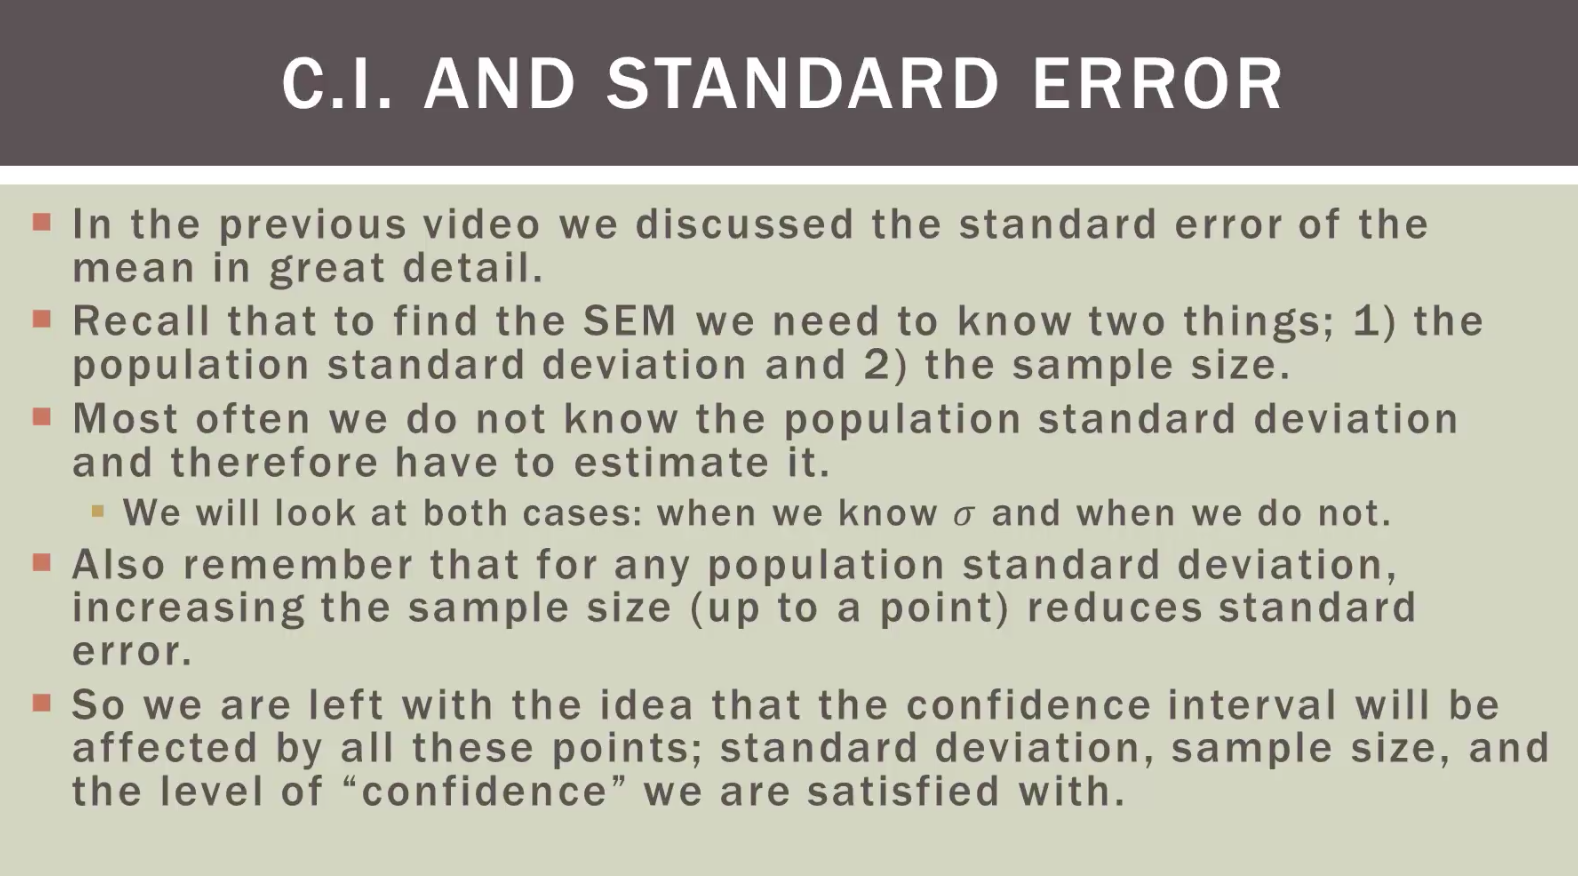 C.I. AND STANDARD ERROR
In the previous video we discussed the standard error of the
mean in great detail.
Recall that to find the SEM we need to know two things; 1) the
population standard deviation and 2) the sample size.
Most often we do not know the population standard deviation
and therefore have to estimate it.
We will look at both cases: when we know σ and when we do not.
Also remember that for any population standard deviation,
increasing the sample size (up to a point) reduces standard
error.
So we are left with the idea that the confidence interval will be
affected by all these points; standard deviation, sample size, and
the level of “confidence” we are satisfied with.